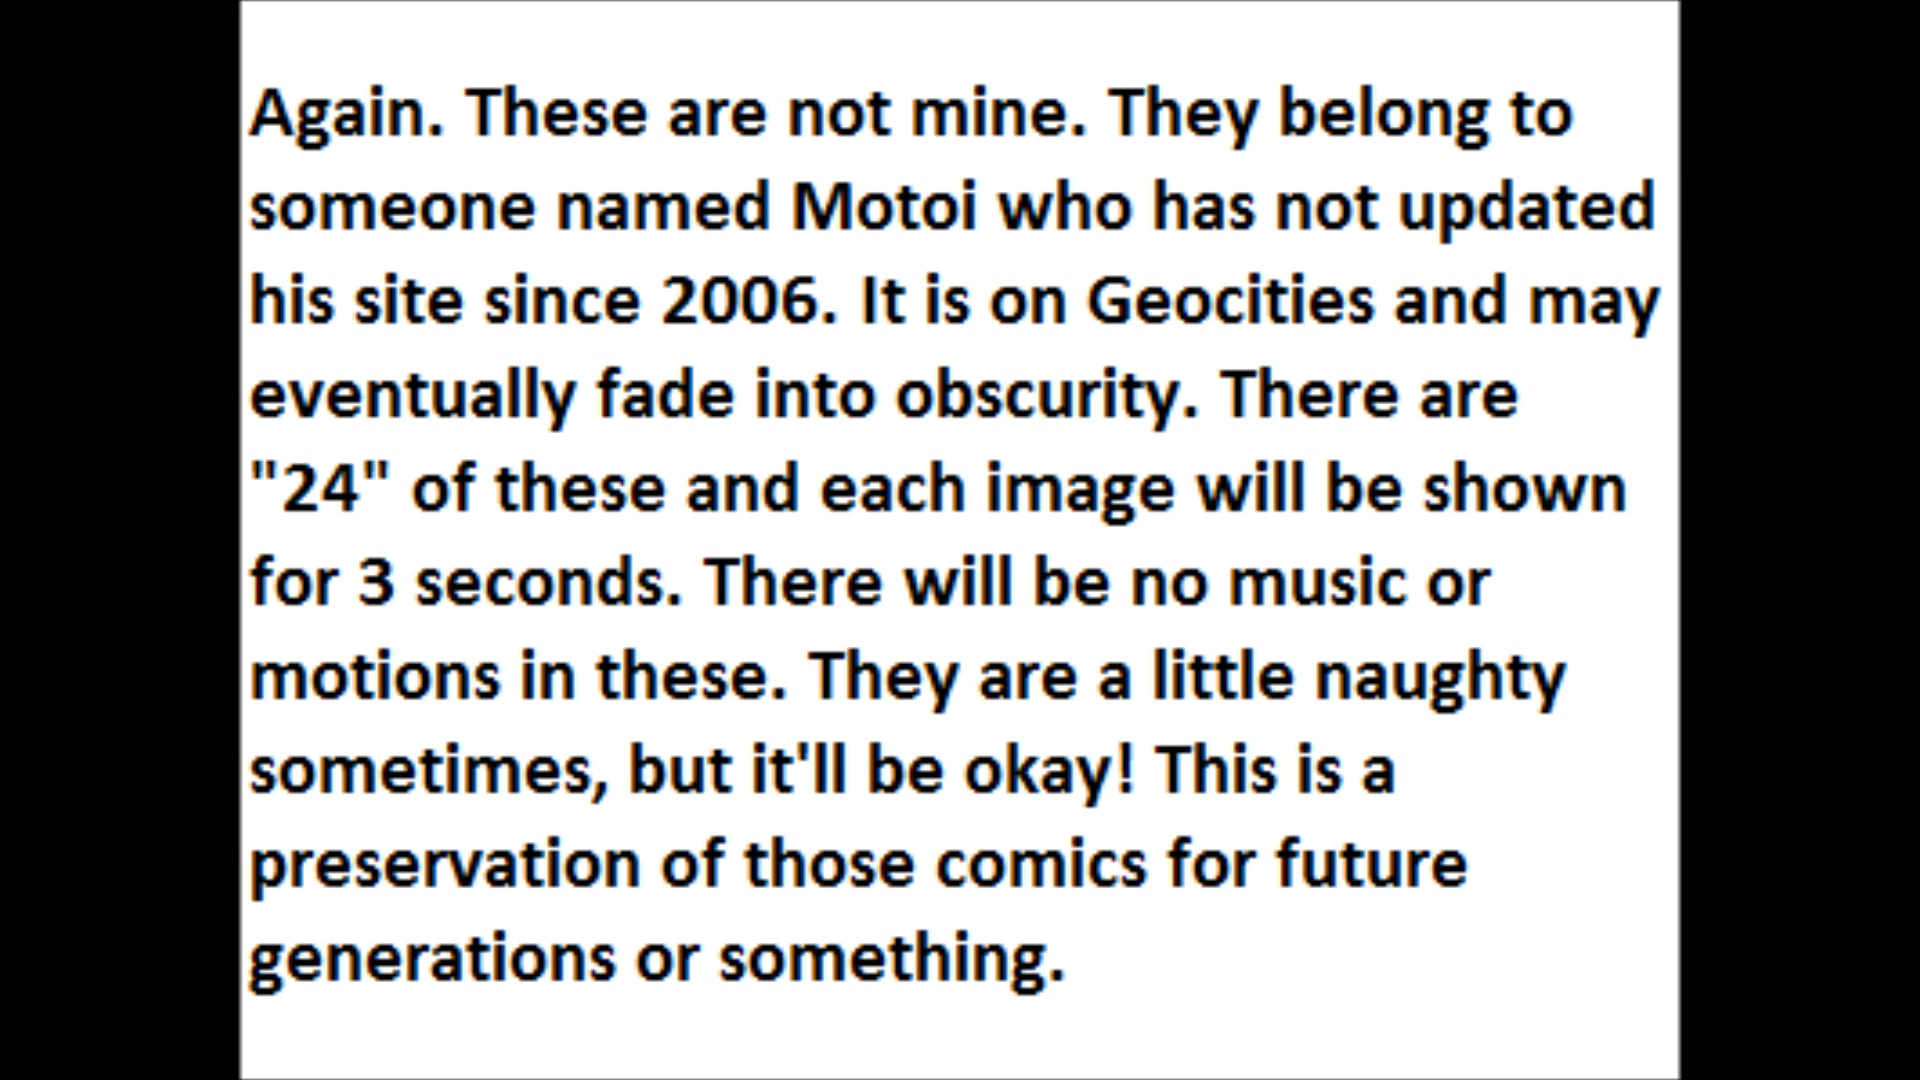 Again. These are not mine. They belong to
someone named Motoi who has not updated
his site since 2006. It is on Geocities and may
eventually fade into obscurity. There are
"24" of these and each image will be shown
for 3 seconds. There will be no music or
motions in these. They are a little naughty
sometimes, but it'll be okay! This is a
preservation of those comics for future
generations or something.